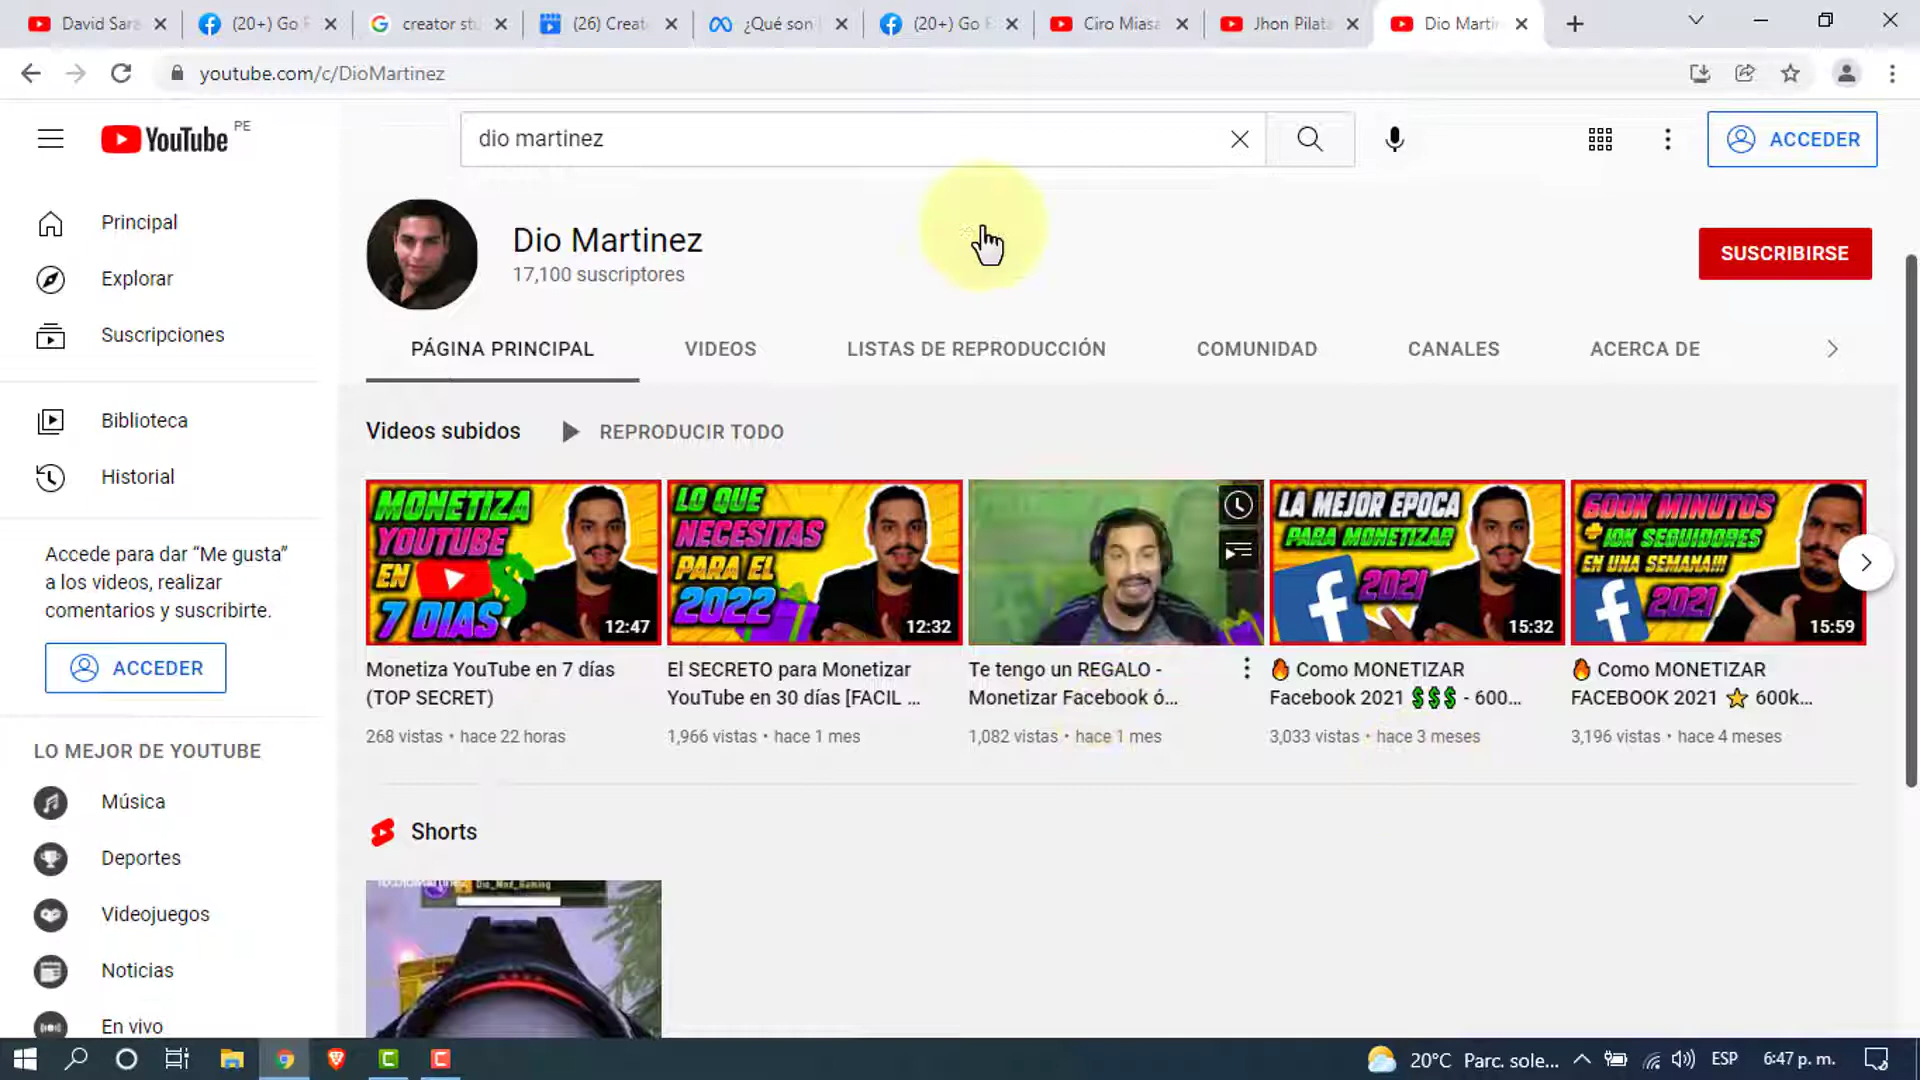 David Sara
(20+) Go F
creator stu
(26) Creat
¿Qué son
(20+) Go F
Ciro Miasa
Jhon Pilata
Dio Martin
youtube.com/c/DioMartinez
YouTube PE
dio martinez
ACCEDER
Principal
Explorar
Suscripciones
Biblioteca
Historial
Accede para dar “Me gusta”
a los videos, realizar
comentarios y suscribirte.
ACCEDER
LO MEJOR DE YOUTUBE
Música
Deportes
Videojuegos
Noticias
En vivo
Dio Martinez
17,100 suscriptores
SUSCRIBIRSE
PÁGINA PRINCIPAL
VIDEOS
LISTAS DE REPRODUCCIÓN
COMUNIDAD
CANALES
ACERCA DE
Videos subidos
REPRODUCIR TODO
MONETIZA
YOUTUBE
EN
7 DIAS
12:47
Monetiza YouTube en 7 días
(TOP SECRET)
268 vistas • hace 22 horas
LO QUE
NECESITAS
PARA EL
2022
12:32
El SECRETO para Monetizar
YouTube en 30 días [FACIL ...
1,966 vistas • hace 1 mes
Te tengo un REGALO -
Monetizar Facebook ó...
1,082 vistas • hace 1 mes
LA MEJOR EPOCA
PARA MONETIZAR
2021
15:32
🔥 Como MONETIZAR
Facebook 2021 💲💲💲 - 600...
3,033 vistas • hace 3 meses
600K MINUTOS
+ 10K SEGUIDORES
EN UNA SEMANA!!!
2021
15:59
🔥 Como MONETIZAR
FACEBOOK 2021 ⭐ 600k...
3,196 vistas • hace 4 meses
Shorts
20°C Parc. sole...
ESP
6:47 p. m.